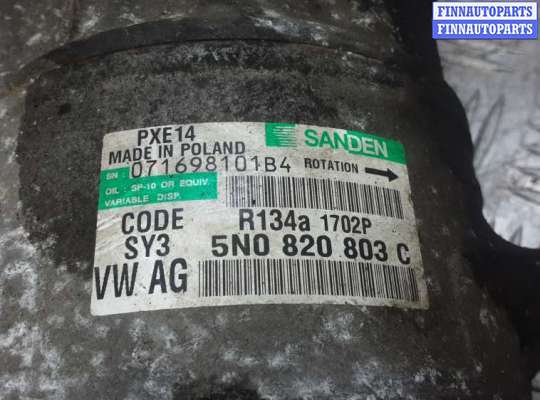 FINNAUTOPARTS
FINNAUTOPARTS
PXE14
SANDEN
MADE IN POLAND
SN: 071698101B4
ROTATION
OIL: SP-10 OR EQUIV.
VARIABLE DISP.
CODE
R134a 1702P
SY3
5N0 820 803 C
VW AG